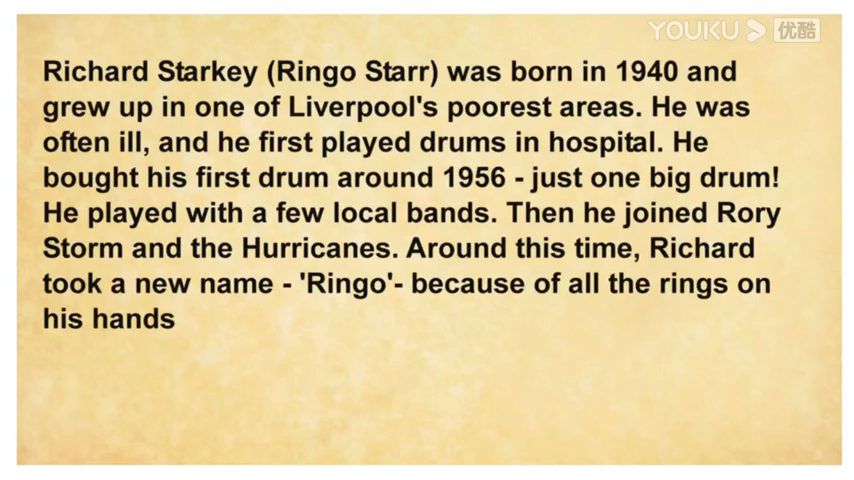 YOUKU 优酷
Richard Starkey (Ringo Starr) was born in 1940 and
grew up in one of Liverpool's poorest areas. He was
often ill, and he first played drums in hospital. He
bought his first drum around 1956 - just one big drum!
He played with a few local bands. Then he joined Rory
Storm and the Hurricanes. Around this time, Richard
took a new name - 'Ringo'- because of all the rings on
his hands